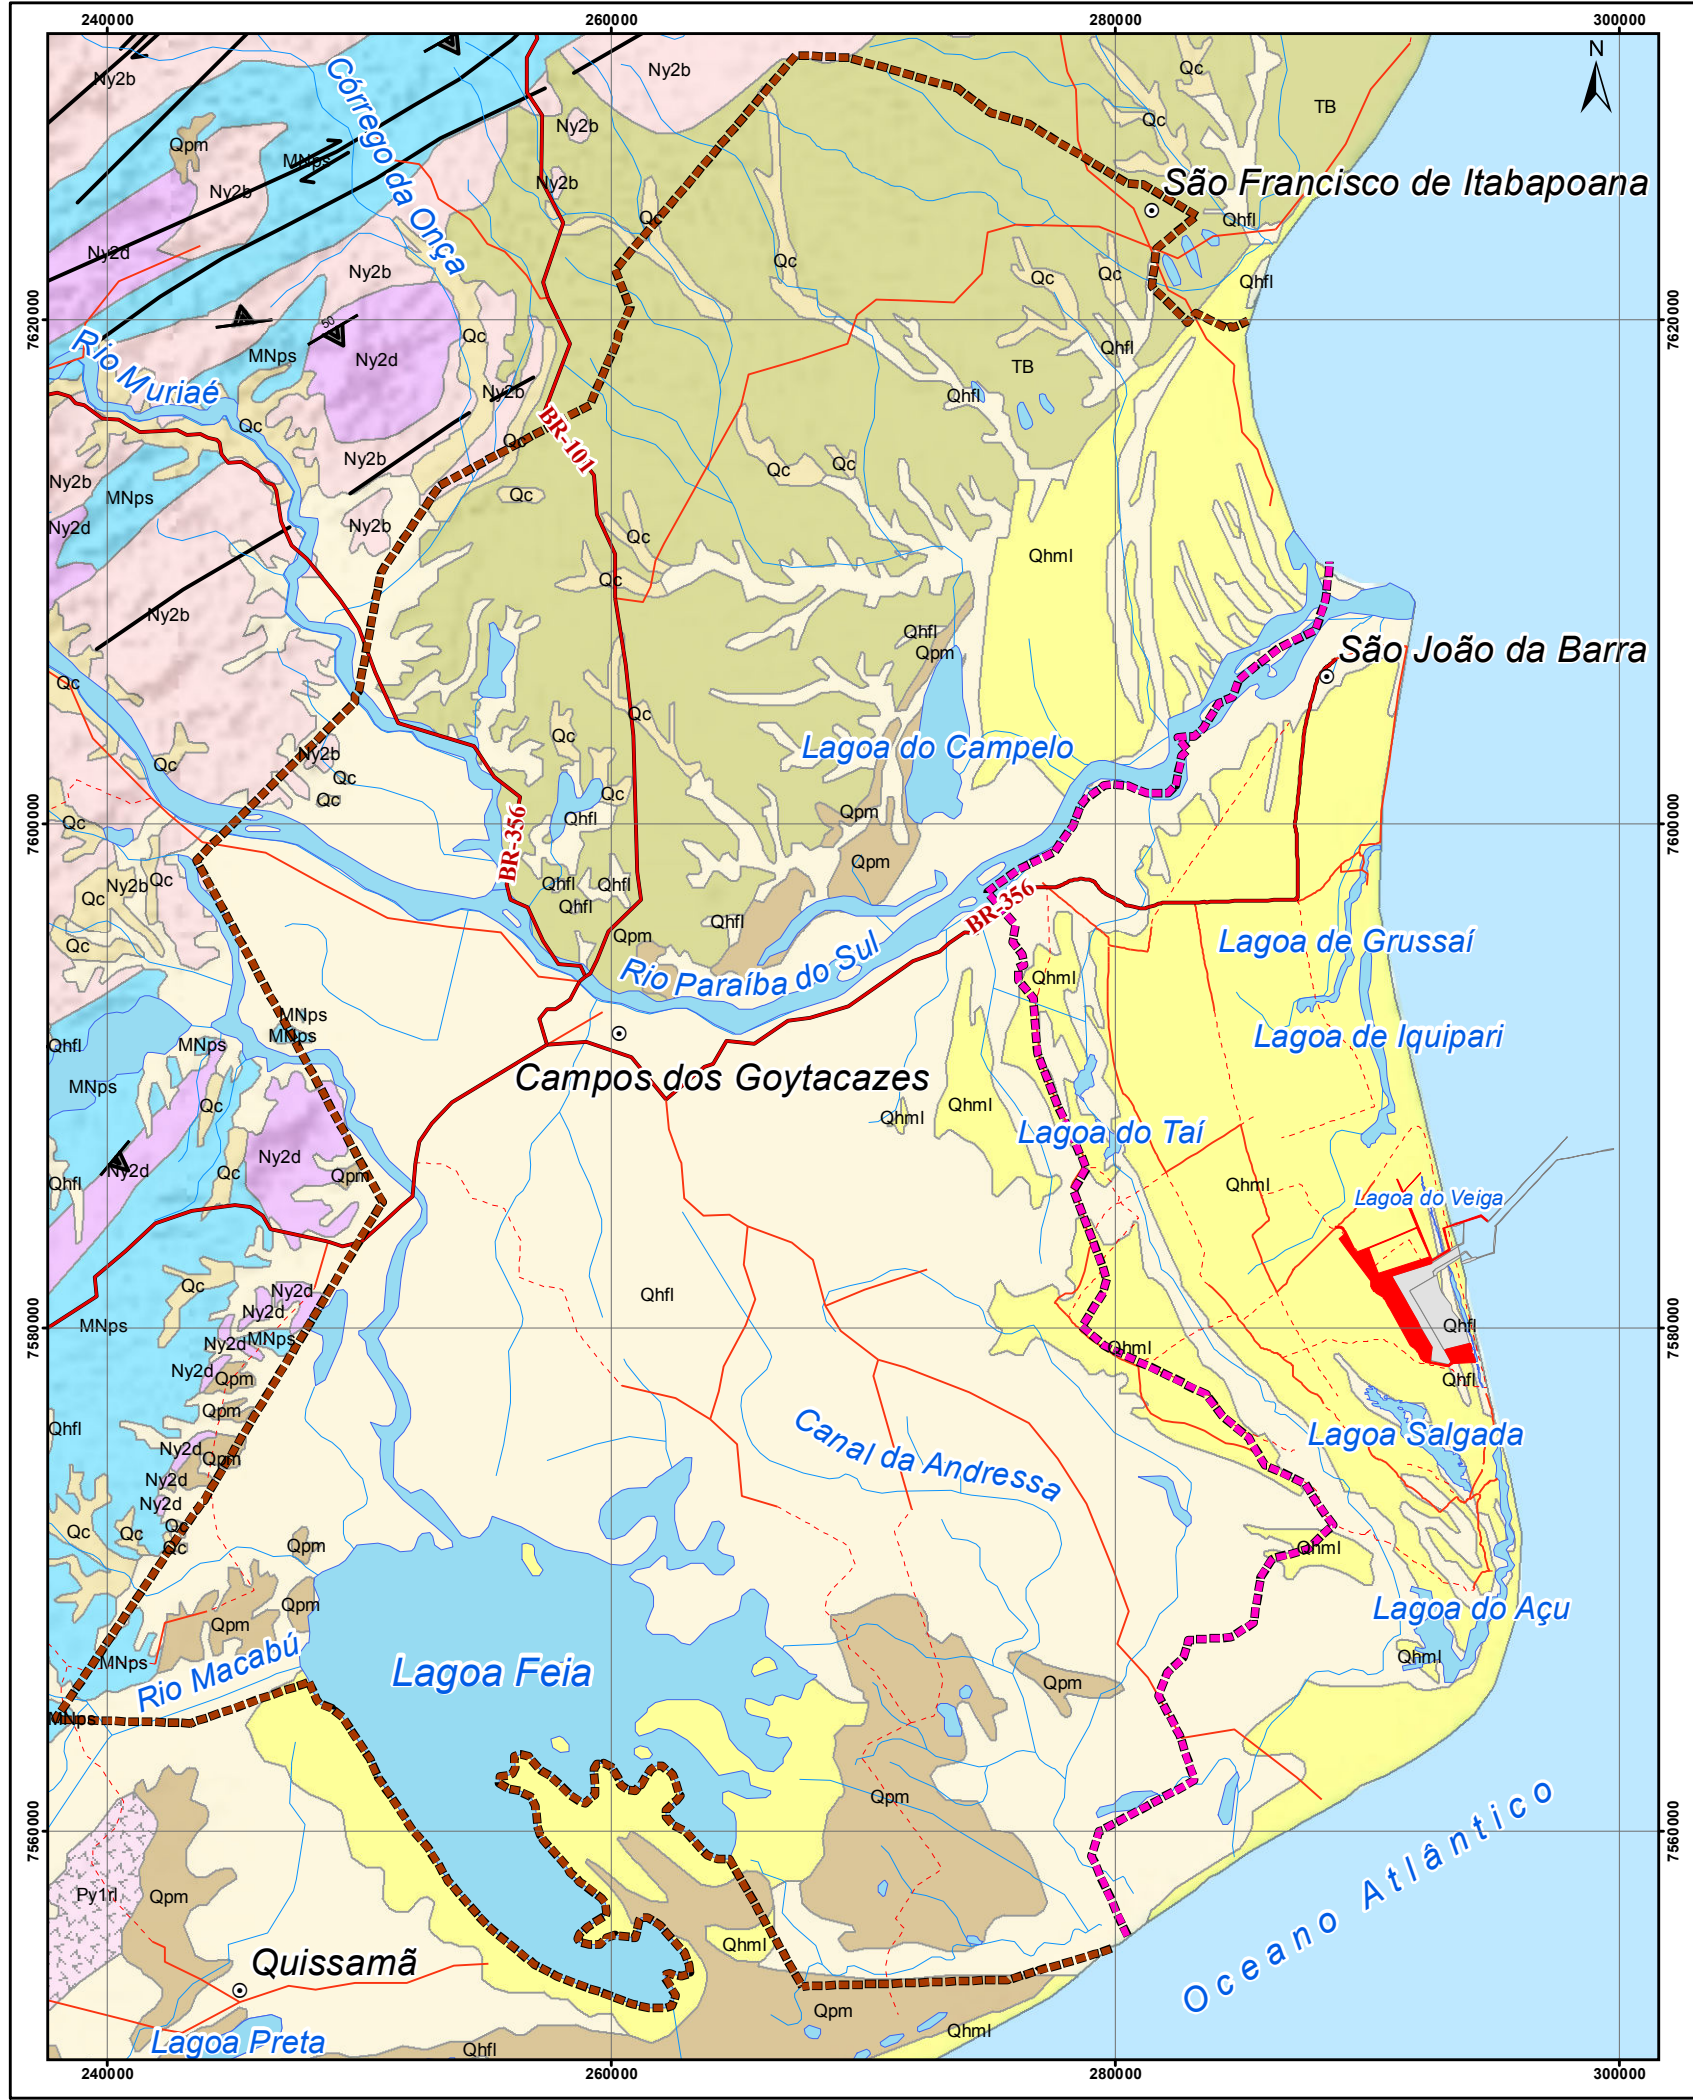 240000
260000
280000
300000
N
Ny2b
Ny2b
Qc
TB
Qc
Córrego da Onça
Qpm
Ny2b
MNps
Ny2b
Ny2b
São Francisco de Itabapoana
Qc
Qhfl
Ny2d
Ny2b
Qc
Qc
Qc
Qhfl
7620000
7620000
50
Rio Muriaé
MNps
Ny2d
Qc
Qhfl
TB
Qhfl
Ny2b
Qc
BR-101
Qc
Ny2b
Qc
Qc
Ny2b
MNps
Qc
Ny2d
Ny2b
Qc
Qhml
Qc
Ny2b
Qhfl
Qpm
São João da Barra
Qc
Qc
Qc
Lagoa do Campelo
Ny2b
Qc
Qc
Qc
Qc
Qc
Qhfl
Qpm
7600000
7600000
BR-356
Qpm
Ny2b
Qc
Qc
Qhfl
Qhfl
Qhfl
BR-356
Qhfl
Qc
Qpm
Lagoa de Grussaí
Rio Paraíba do Sul
Qhml
MNps
MNps
Lagoa de Iquipari
Qhfl
MNps
MNps
Campos dos Goytacazes
Qc
Qhml
Qhml
Lagoa do Taí
Ny2d
Ny2d
Qc
Qpm
Qhfl
Qhml
Lagoa do Veiga
Qc
Ny2d
Qhfl
Ny2d
MNps
Ny2d
MNps
7580000
7580000
Qhfl
Qhml
Ny2d
Qpm
Qhfl
Qpm
Canal da Andressa
Lagoa Salgada
Qhfl
Ny2d
Qpm
Ny2d
Ny2d
Qc
Qc
Qc
Qc
Qpm
Qhml
Qpm
Lagoa do Açu
Qpm
Rio Macabú
MNps
Lagoa Feia
Qhml
Qpm
MNps
Qpm
Oceano Atlântico
7560000
7560000
Py1rl
Qpm
Qhml
Quissamã
Qpm
Qhml
Lagoa Preta
Qhfl
240000
260000
280000
300000